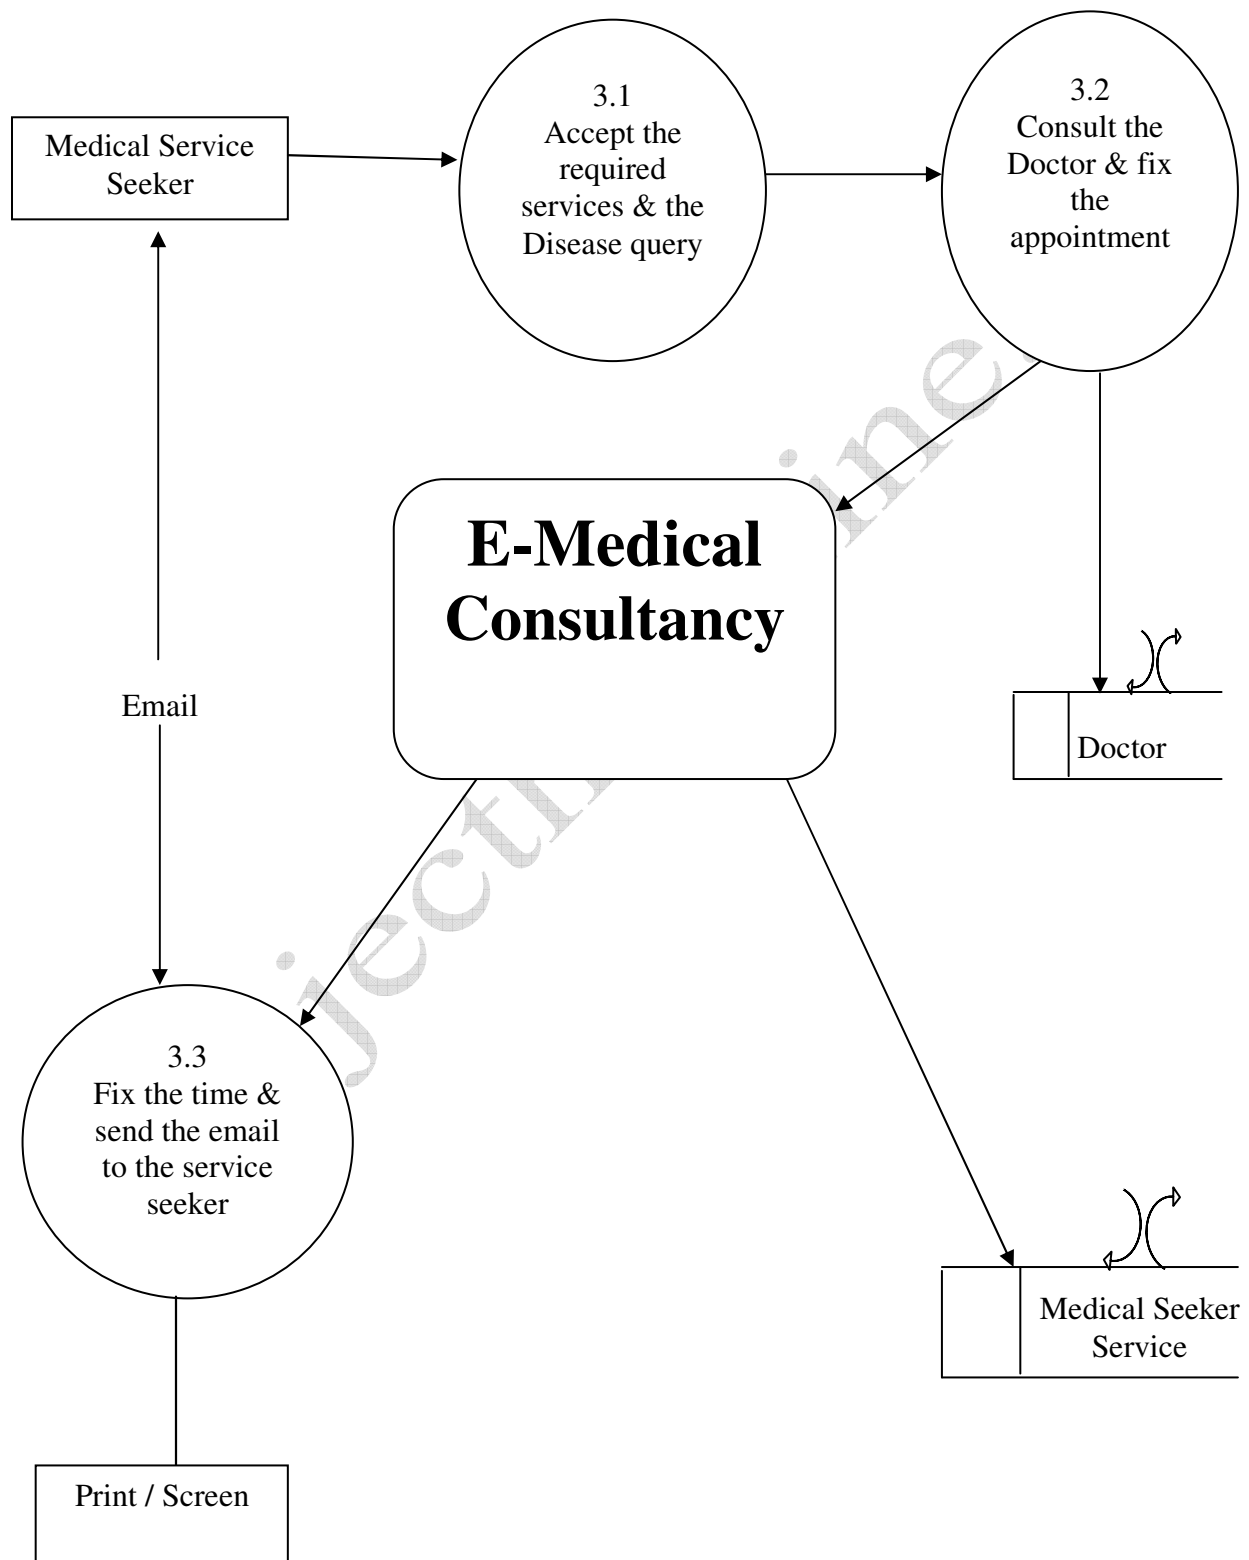 Medical Service
Seeker
3.1
Accept the
required
services & the
Disease query
3.2
Consult the
Doctor & fix
the
appointment
E-Medical
Consultancy
Email
Doctor
3.3
Fix the time &
send the email
to the service
seeker
Medical Seeker
Service
Print / Screen